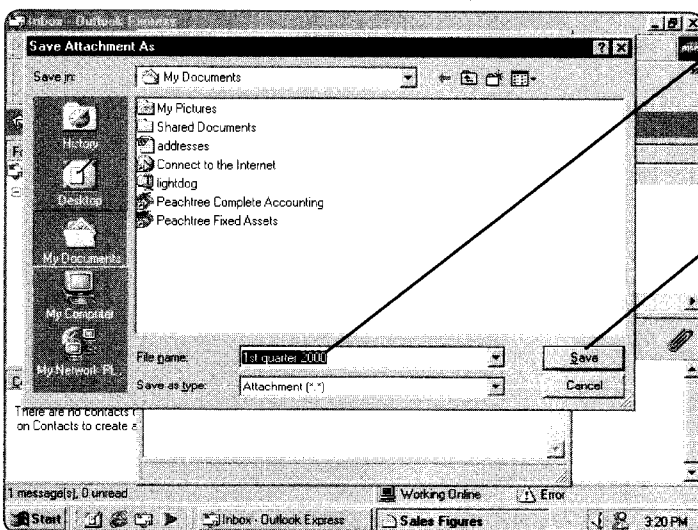 Inbox - Outlook Express
Save Attachment As
Save in:
My Documents
History
Desktop
My Documents
My Computer
My Network Pl...
My Pictures
Shared Documents
addresses
Connect to the Internet
lightdog
Peachtree Complete Accounting
Peachtree Fixed Assets
File name:
1st quarter 2000
Save
Save as type:
Attachment (*.*)
Cancel
There are no contacts
on Contacts to create a
1 message(s), 0 unread
Working Online
Error
Start
Inbox - Outlook Express
Sales Figures
3:20 PM